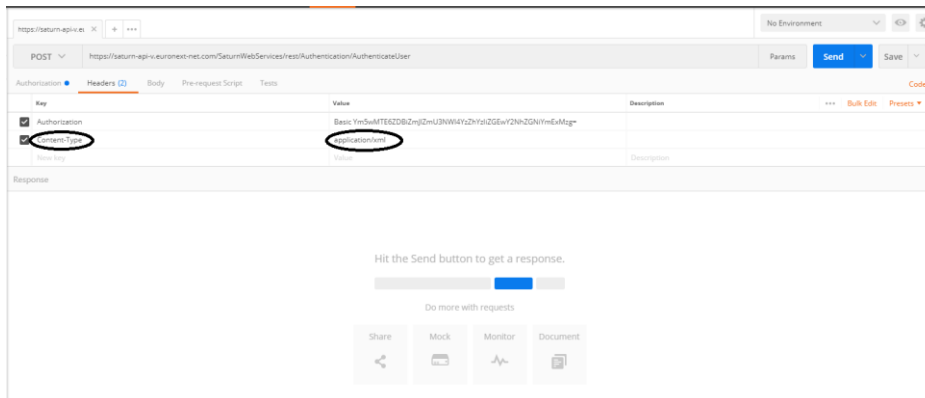 https://saturn-api-v.eu X + ...
No Environment
POST https://saturn-api-v.euronext-net.com/SaturnWebServices/rest/Authentication/AuthenticateUser Params Send Save
Authorization Headers (2) Body Pre-request Script Tests Code
Key Value Description ... Bulk Edit Presets
Authorization Basic
Content-Type application/xml
New key Value Description
Response
Hit the Send button to get a response.
Do more with requests
Share Mock Monitor Document